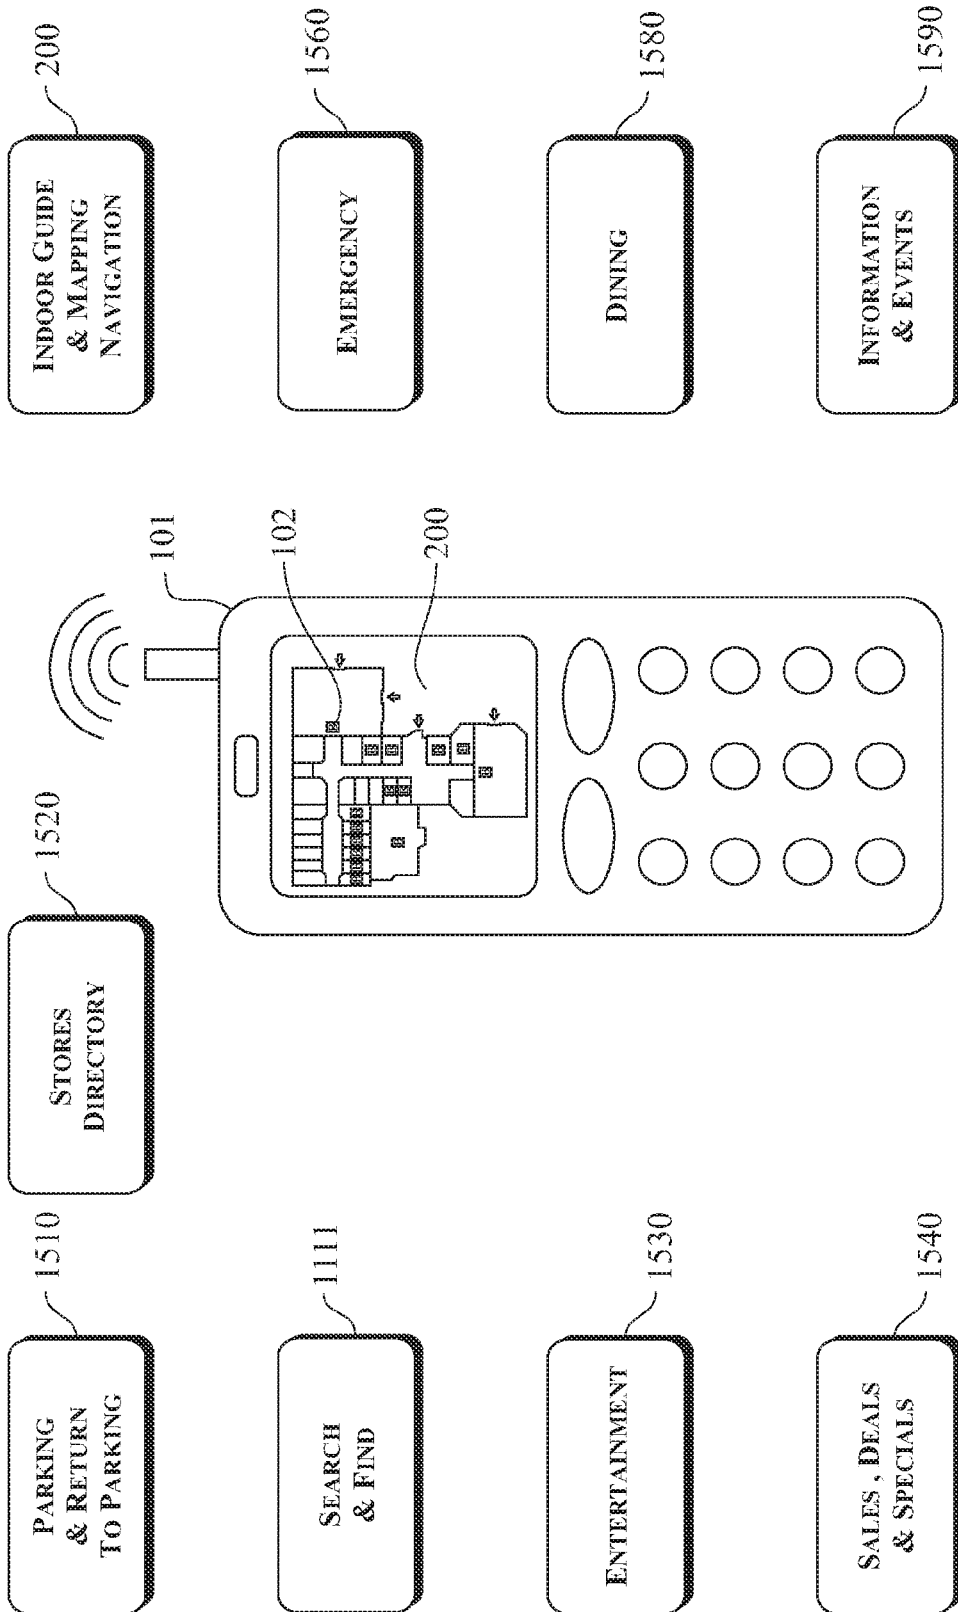 PARKING
& RETURN
TO PARKING
1510
STORES
DIRECTORY
1520
INDOOR GUIDE
& MAPPING
NAVIGATION
200
SEARCH
& FIND
1111
101
102
200
EMERGENCY
1560
ENTERTAINMENT
1530
DINING
1580
SALES , DEALS
& SPECIALS
1540
INFORMATION
& EVENTS
1590